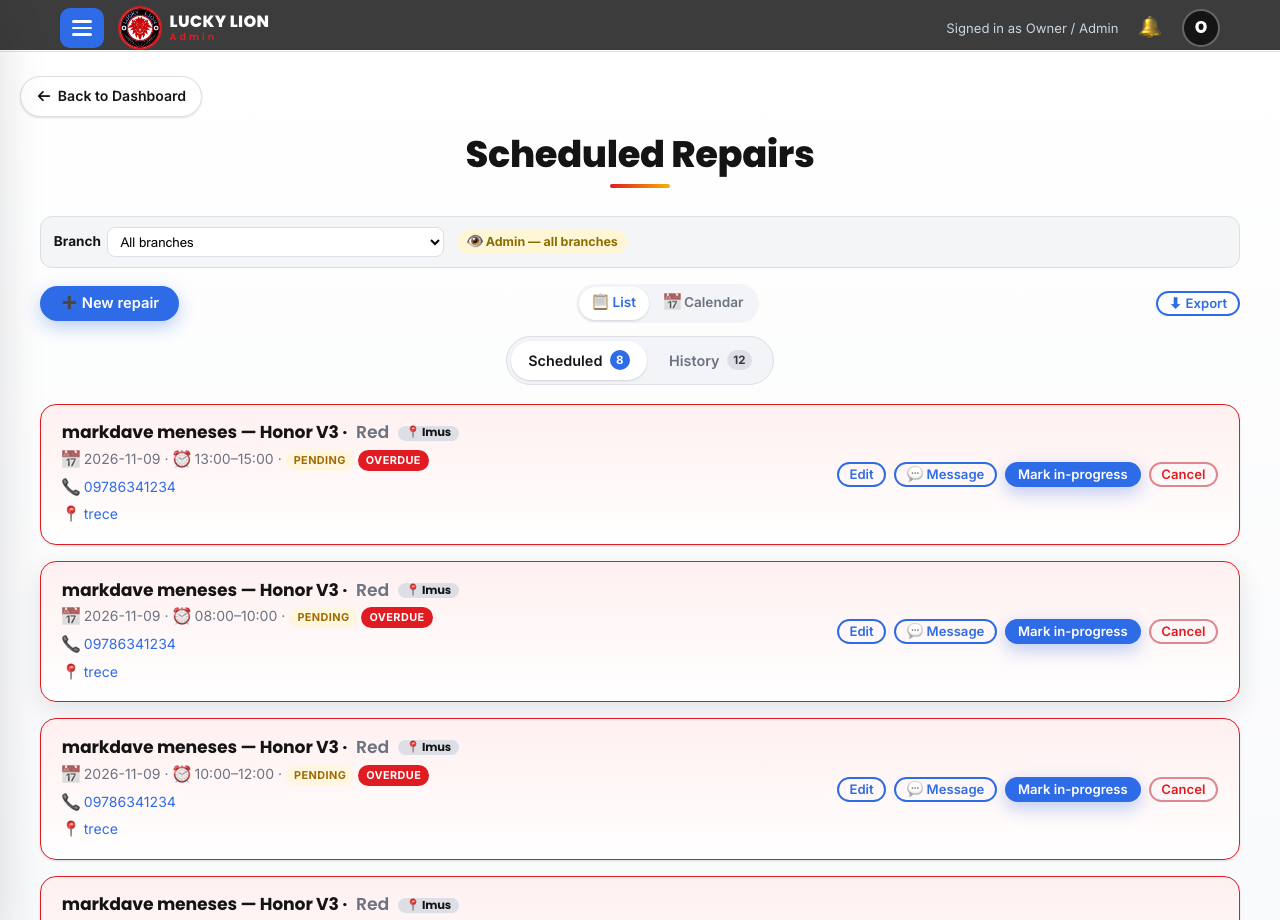 LUCKY LION
Admin
Signed in as Owner / Admin
O
← Back to Dashboard
Scheduled Repairs
Branch All branches
Admin — all branches
New repair
List
Calendar
Export
Scheduled 8
History 12
markdave meneses — Honor V3 · Red Imus
2026-11-09 · 13:00–15:00 · PENDING OVERDUE
09786341234
trece
Edit
Message
Mark in-progress
Cancel
markdave meneses — Honor V3 · Red Imus
2026-11-09 · 08:00–10:00 · PENDING OVERDUE
09786341234
trece
Edit
Message
Mark in-progress
Cancel
markdave meneses — Honor V3 · Red Imus
2026-11-09 · 10:00–12:00 · PENDING OVERDUE
09786341234
trece
Edit
Message
Mark in-progress
Cancel
markdave meneses — Honor V3 · Red Imus